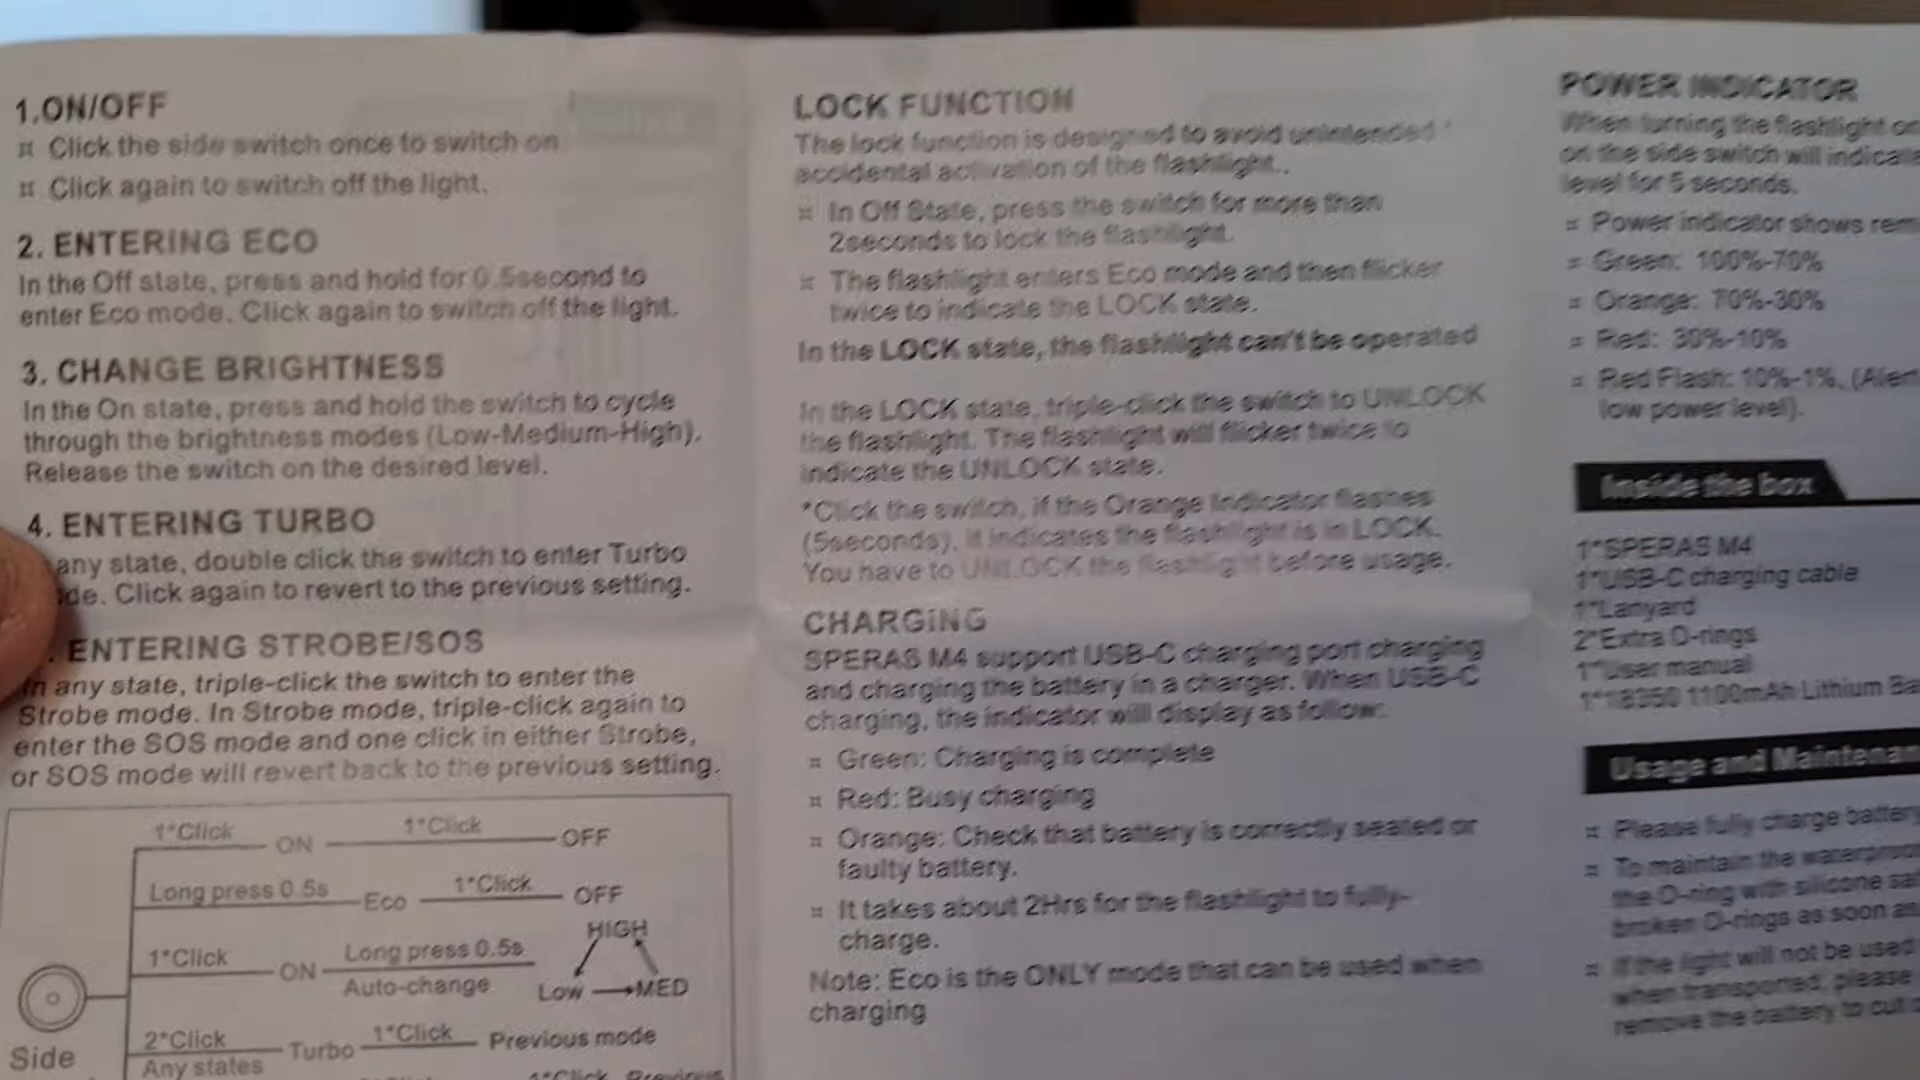 1.ON/OFF
¤ Click the side switch once to switch on
¤ Click again to switch off the light.
2. ENTERING ECO
In the Off state, press and hold for 0.5second to
enter Eco mode. Click again to switch off the light.
3. CHANGE BRIGHTNESS
In the On state, press and hold the switch to cycle
through the brightness modes (Low-Medium-High).
Release the switch on the desired level.
4. ENTERING TURBO
any state, double click the switch to enter Turbo
de. Click again to revert to the previous setting.
. ENTERING STROBE/SOS
In any state, triple-click the switch to enter the
Strobe mode. In Strobe mode, triple-click again to
enter the SOS mode and one click in either Strobe,
or SOS mode will revert back to the previous setting.
1*Click ON 1*Click OFF
Long press 0.5s Eco 1*Click OFF
1*Click ON Long press 0.5s Auto-change
HIGH
Low MED
2*Click Any states Turbo 1*Click Previous mode
1*Click Previous
Side
LOCK FUNCTION
The lock function is designed to avoid unintended
accidental activation of the flashlight..
¤ In Off State, press the switch for more than
2seconds to lock the flashlight.
¤ The flashlight enters Eco mode and then flicker
twice to indicate the LOCK state.
In the LOCK state, the flashlight can't be operated
In the LOCK state, triple-click the switch to UNLOCK
the flashlight. The flashlight will flicker twice to
indicate the UNLOCK state.
*Click the switch, if the Orange Indicator flashes
(5seconds), it indicates the flashlight is in LOCK.
You have to UNLOCK the flashlight before usage.
CHARGING
SPERAS M4 support USB-C charging port charging
and charging the battery in a charger. When USB-C
charging, the indicator will display as follow:
¤ Green: Charging is complete
¤ Red: Busy charging
¤ Orange: Check that battery is correctly seated or
faulty battery.
¤ It takes about 2Hrs for the flashlight to fully-
charge.
Note: Eco is the ONLY mode that can be used when
charging
POWER INDICATOR
When turning the flashlight on
on the side switch will indicate
level for 5 seconds.
¤ Power indicator shows rem
¤ Green: 100%-70%
¤ Orange: 70%-30%
¤ Red: 30%-10%
¤ Red Flash: 10%-1%, (Alert
low power level).
Inside the box
1*SPERAS M4
1*USB-C charging cable
1*Lanyard
2*Extra O-rings
1*User manual
1*18350 1100mAh Lithium Ba
Usage and Maintenan
¤ Please fully charge battery
¤ To maintain the waterproof
the O-ring with silicone
broken O-rings as soon as
¤ If the light will not be used
when transported, please
remove the battery to cut